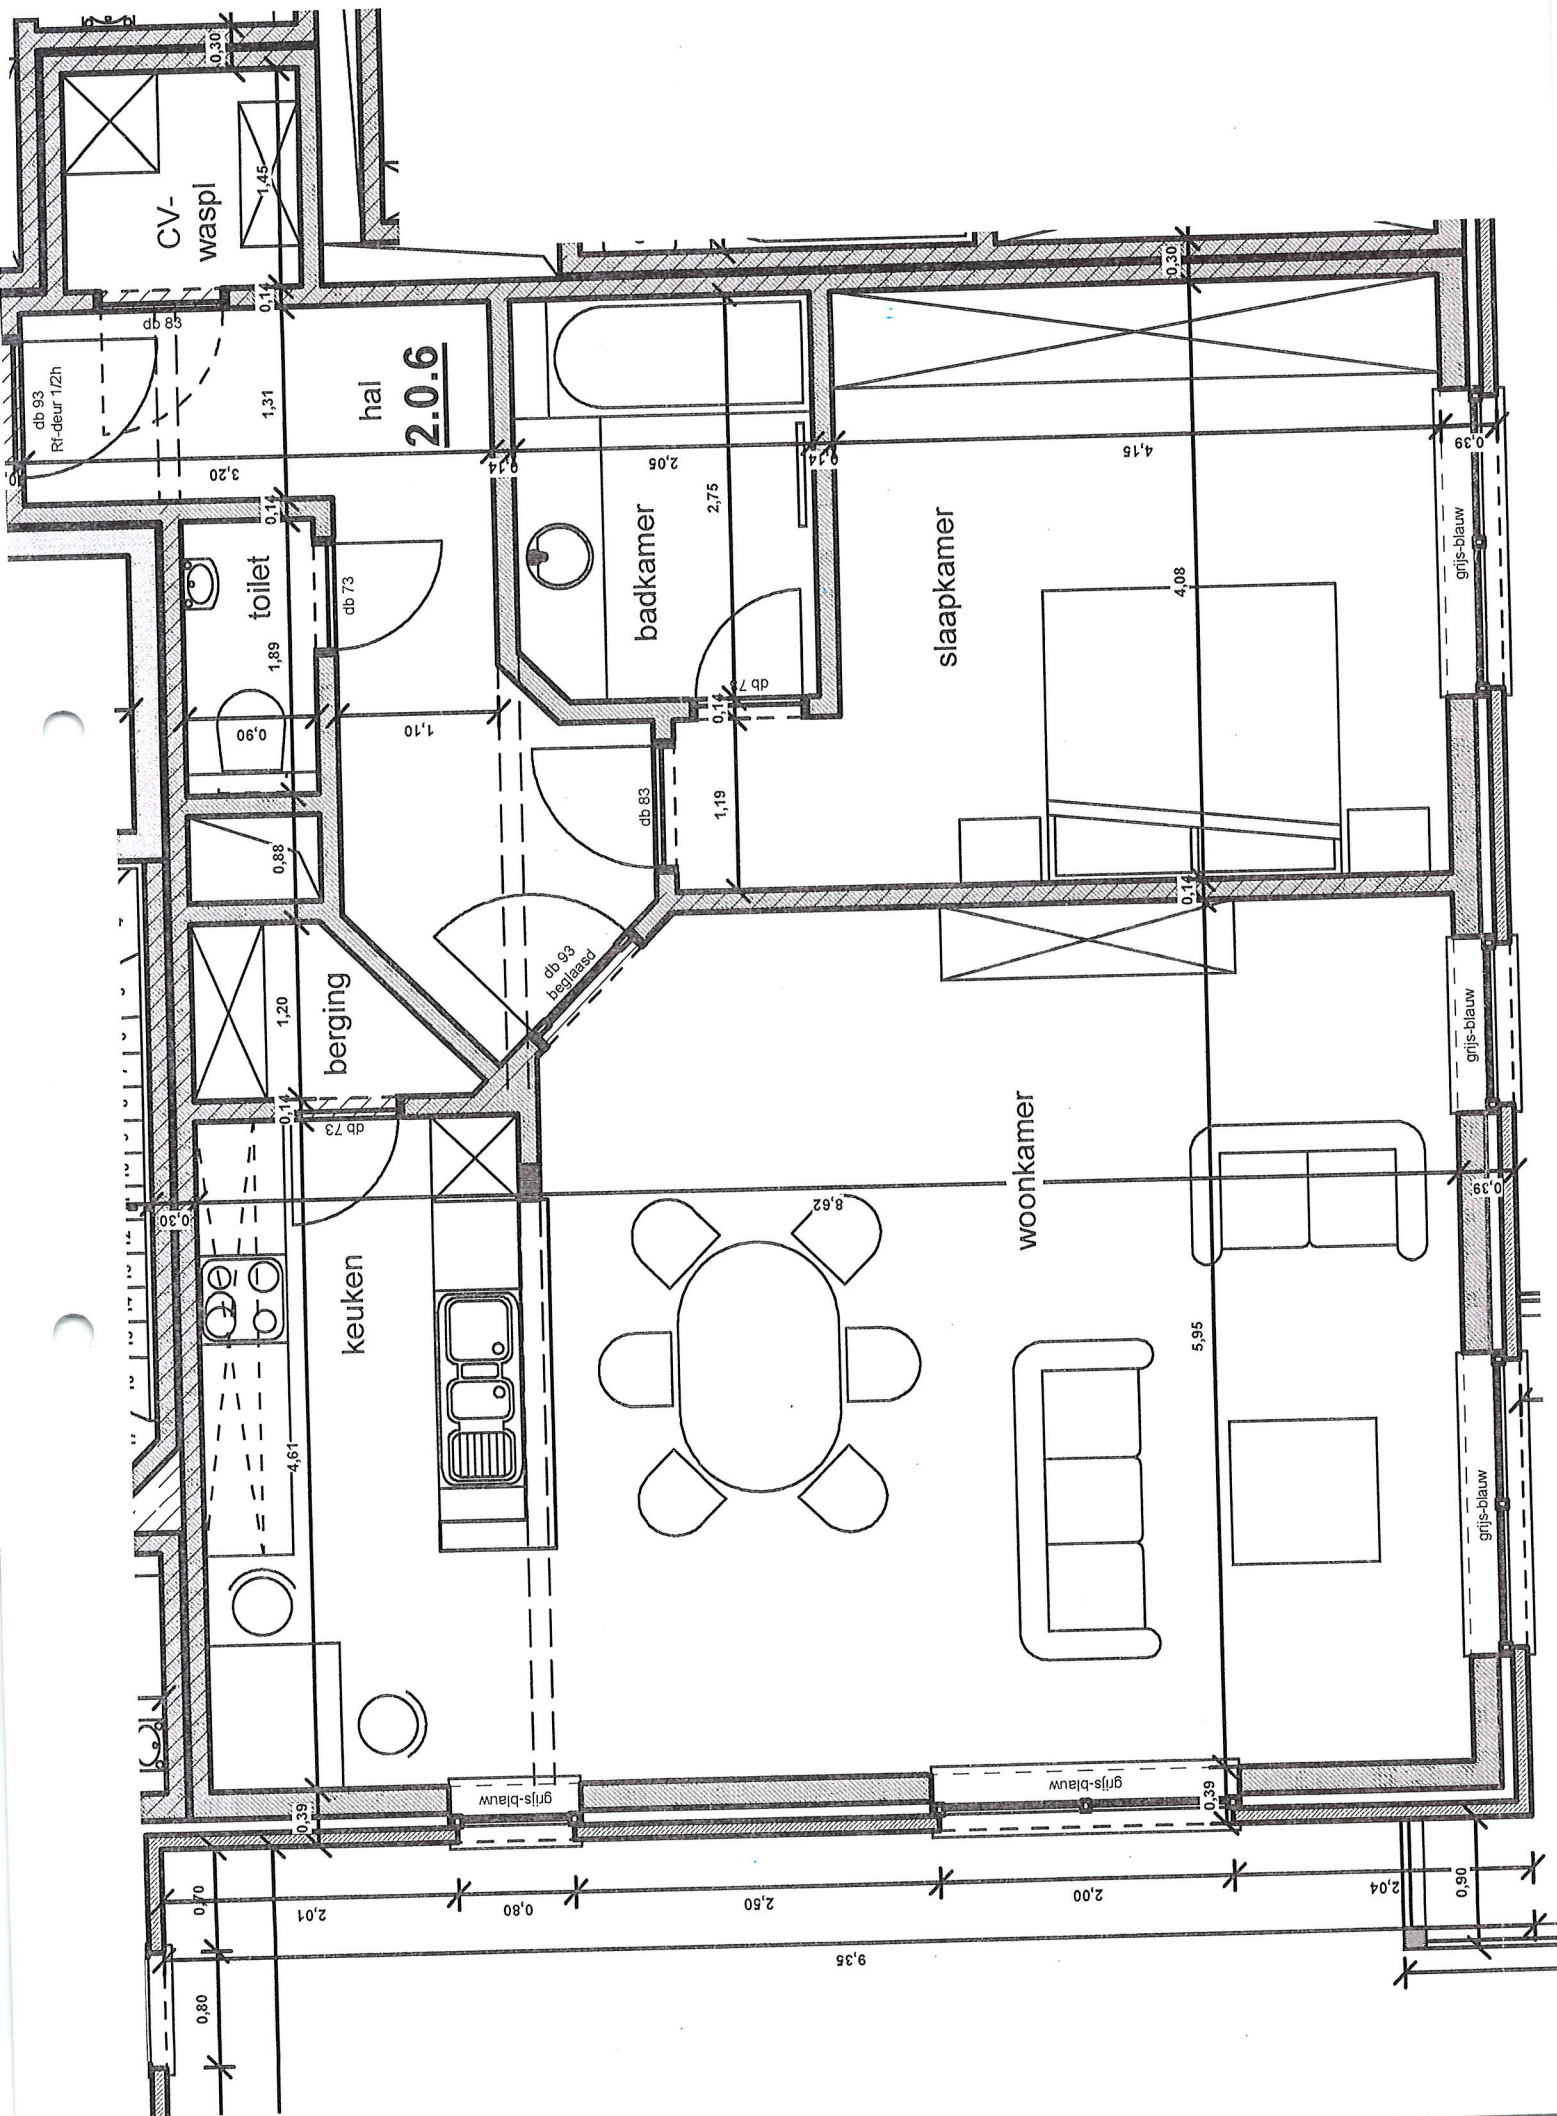 0,30
CV-
waspl
1,45
0,14
db 83
db 93
Rf-deur 1/2h
1,31
hal
2.0.6
3,20
0,14
0,14
2,05
0,14
4,15
0,39
0,30
toilet
1,89
db 73
0,90
1,10
badkamer
2,75
db 73
0,14
slaapkamer
4,08
grijs-blauw
0,88
db 83
1,19
0,14
berging
1,20
0,14
db 73
db 93
beglaasd
grijs-blauw
0,30
keuken
4,61
8,62
woonkamer
5,95
0,39
grijs-blauw
0,39
grijs-blauw
grijs-blauw
0,39
0,70
2,01
0,80
2,50
2,00
2,04
0,90
9,35
0,80